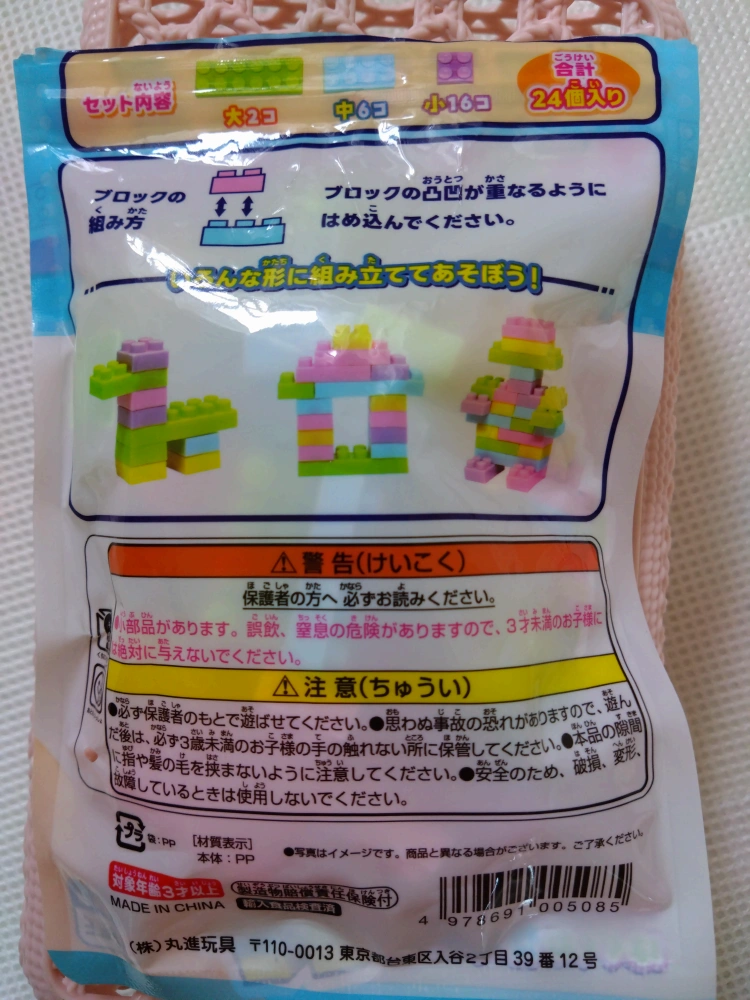 セット内容
大2コ 中6コ 小16コ
合計
24個入り
ブロックの
組み方
ブロックの凸凹が重なるように
はめ込んでください。
いろんな形に組み立ててあそぼう!
⚠警告(けいこく)
保護者の方へ 必ずお読みください。
●小部品があります。誤飲、窒息の危険がありますので、3才未満のお子様に
は絶対に与えないでください。
⚠注意(ちゅうい)
●必ず保護者のもとで遊ばせてください。●思わぬ事故の恐れがありますので、遊ん
だ後は、必ず3歳未満のお子様の手の触れない所に保管してください。●本品の隙間
に指や髪の毛を挟まないように注意してください。●安全のため、破損、変形、
故障しているときは使用しないでください。
プラ 袋:PP
[材質表示]
本体:PP
●写真はイメージです。商品と異なる場合がございます。ご了承ください。
対象年齢3才以上
製造物賠償責任保険付
MADE IN CHINA
輸入食品検査済
4 978691 005085
(株)丸進玩具 〒110-0013 東京都台東区入谷2丁目39番12号